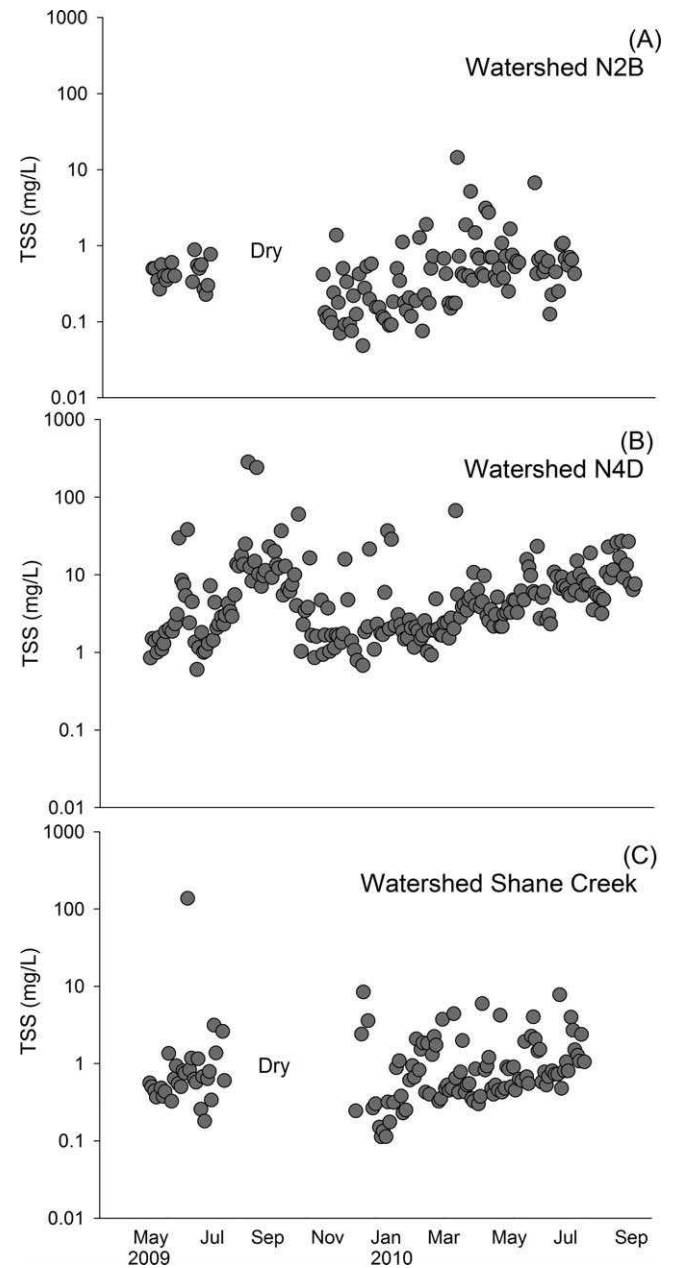 1000
(A)
Watershed N2B
100
10
TSS (mg/L)
1
Dry
0.1
0.01
1000
(B)
Watershed N4D
100
10
TSS (mg/L)
1
0.1
0.01
1000
(C)
Watershed Shane Creek
100
10
TSS (mg/L)
1
Dry
0.1
0.01
May Jul Sep Nov Jan Mar May Jul Sep
2009 2010